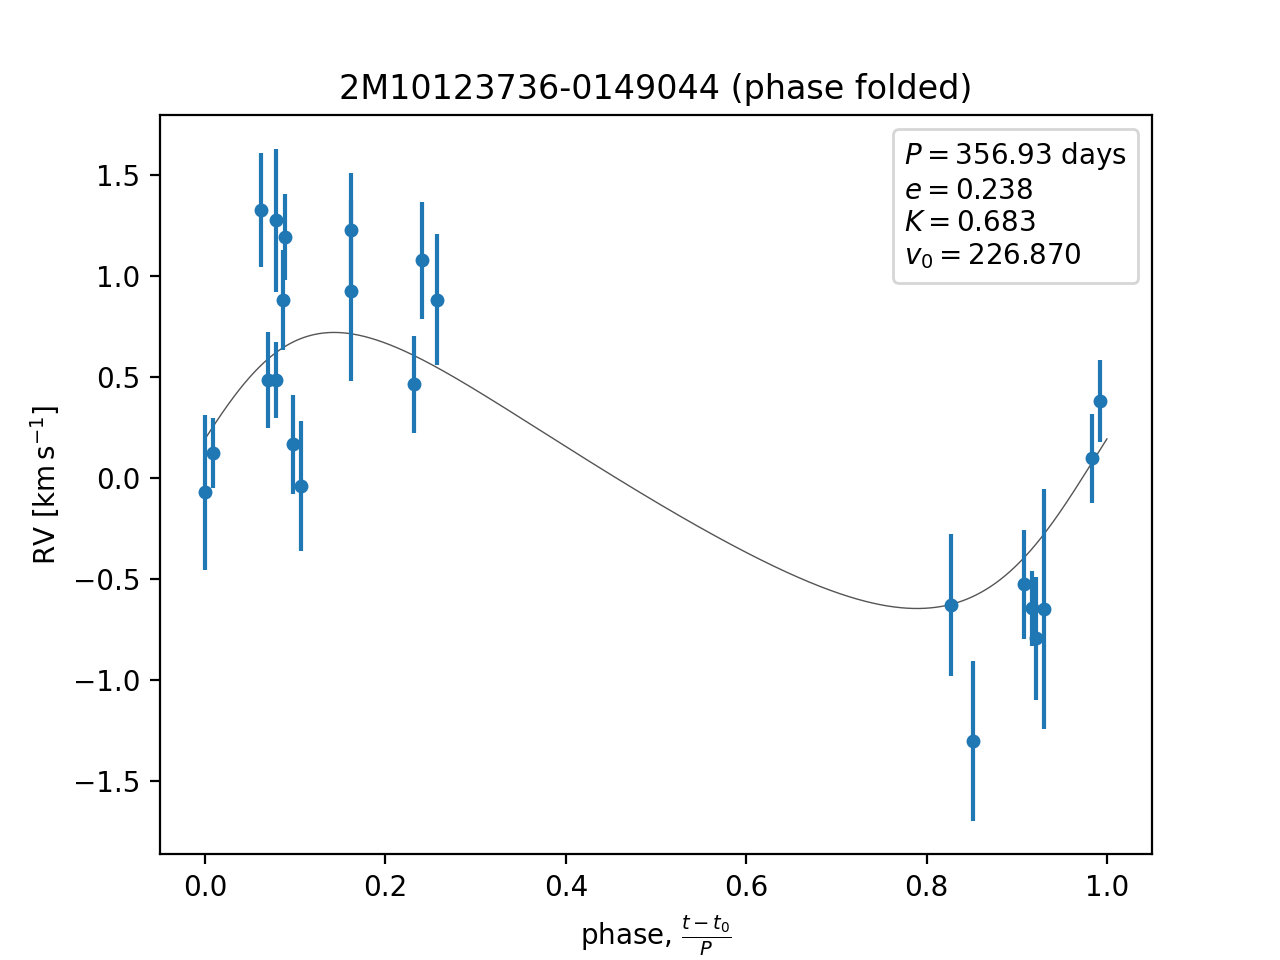 2M10123736-0149044 (phase folded)
P = 356.93 days
e = 0.238
K = 0.683
v₀ = 226.870
1.5
1.0
0.5
0.0
−0.5
−1.0
−1.5
RV [km s⁻¹]
0.0 0.2 0.4 0.6 0.8 1.0
phase, (t − t₀)/P